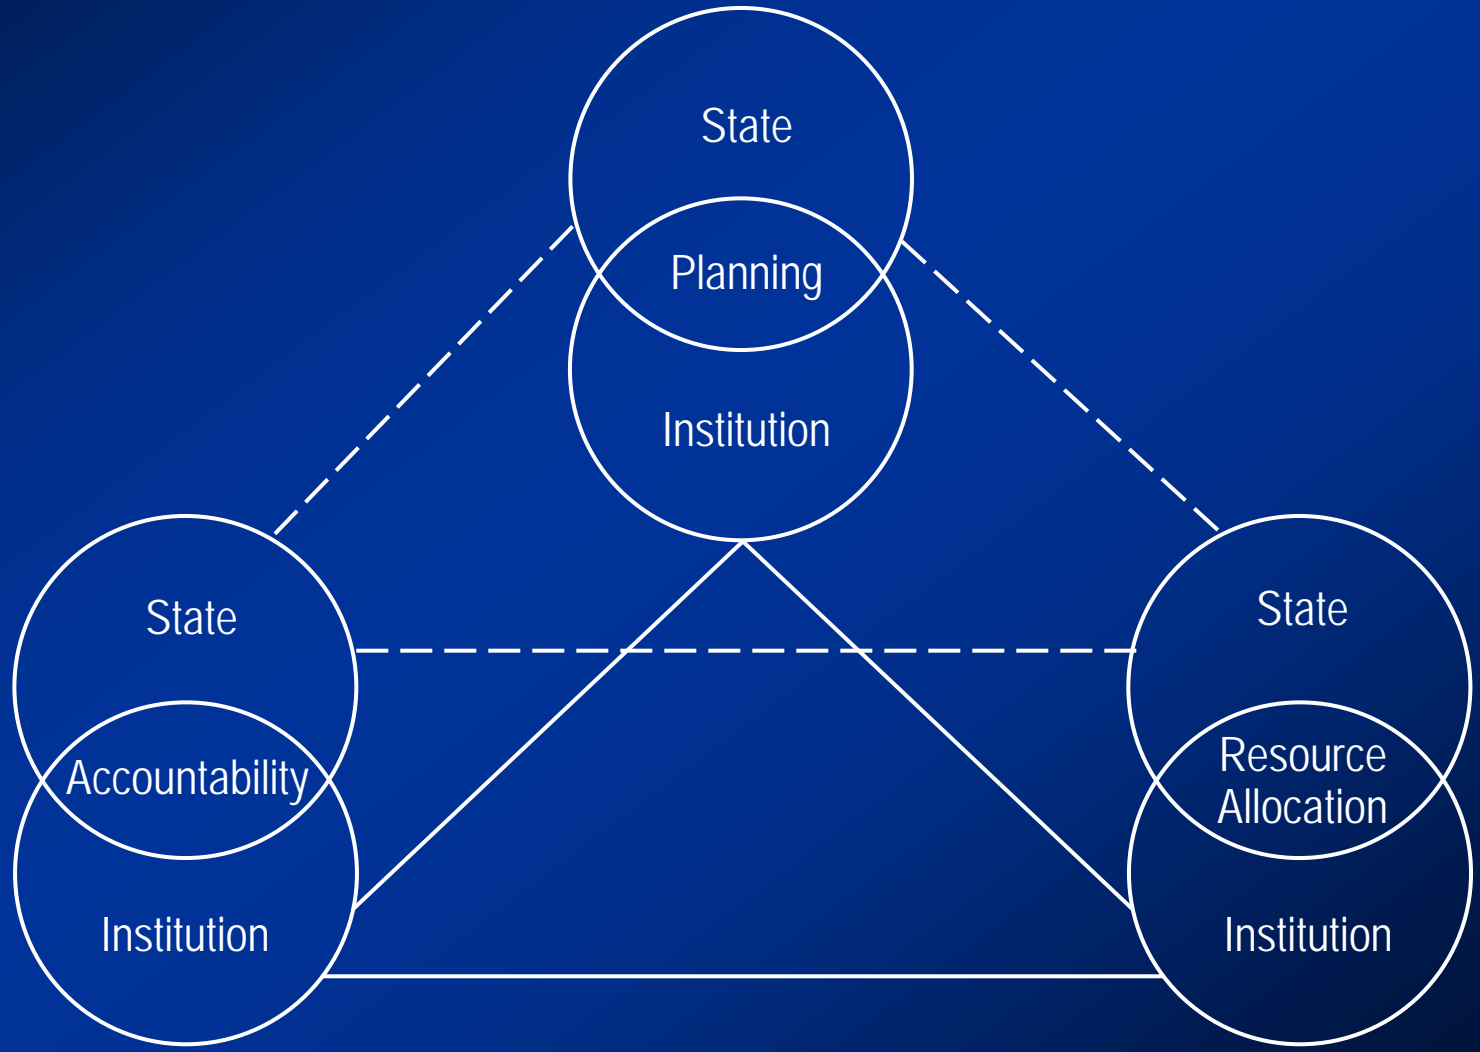 State
Planning
Institution
State
Accountability
Institution
State
Resource
Allocation
Institution